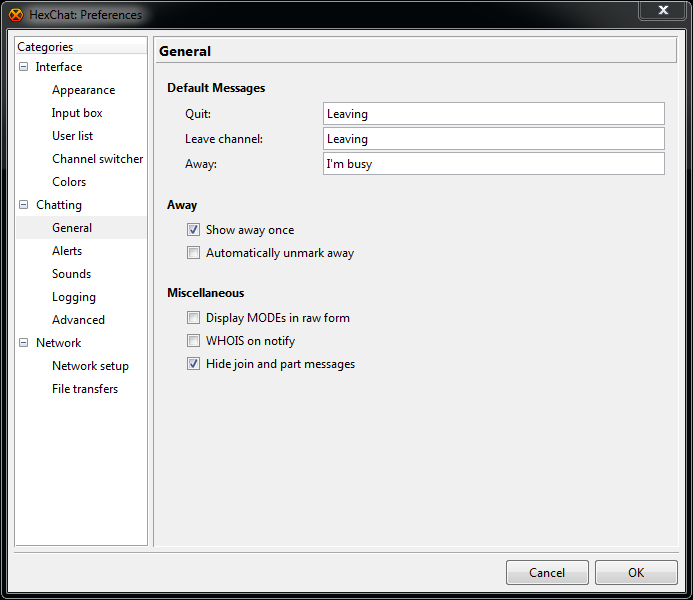 HexChat: Preferences
Categories
Interface
Appearance
Input box
User list
Channel switcher
Colors
Chatting
General
Alerts
Sounds
Logging
Advanced
Network
Network setup
File transfers
General
Default Messages
Quit: Leaving
Leave channel: Leaving
Away: I'm busy
Away
Show away once
Automatically unmark away
Miscellaneous
Display MODEs in raw form
WHOIS on notify
Hide join and part messages
Cancel OK